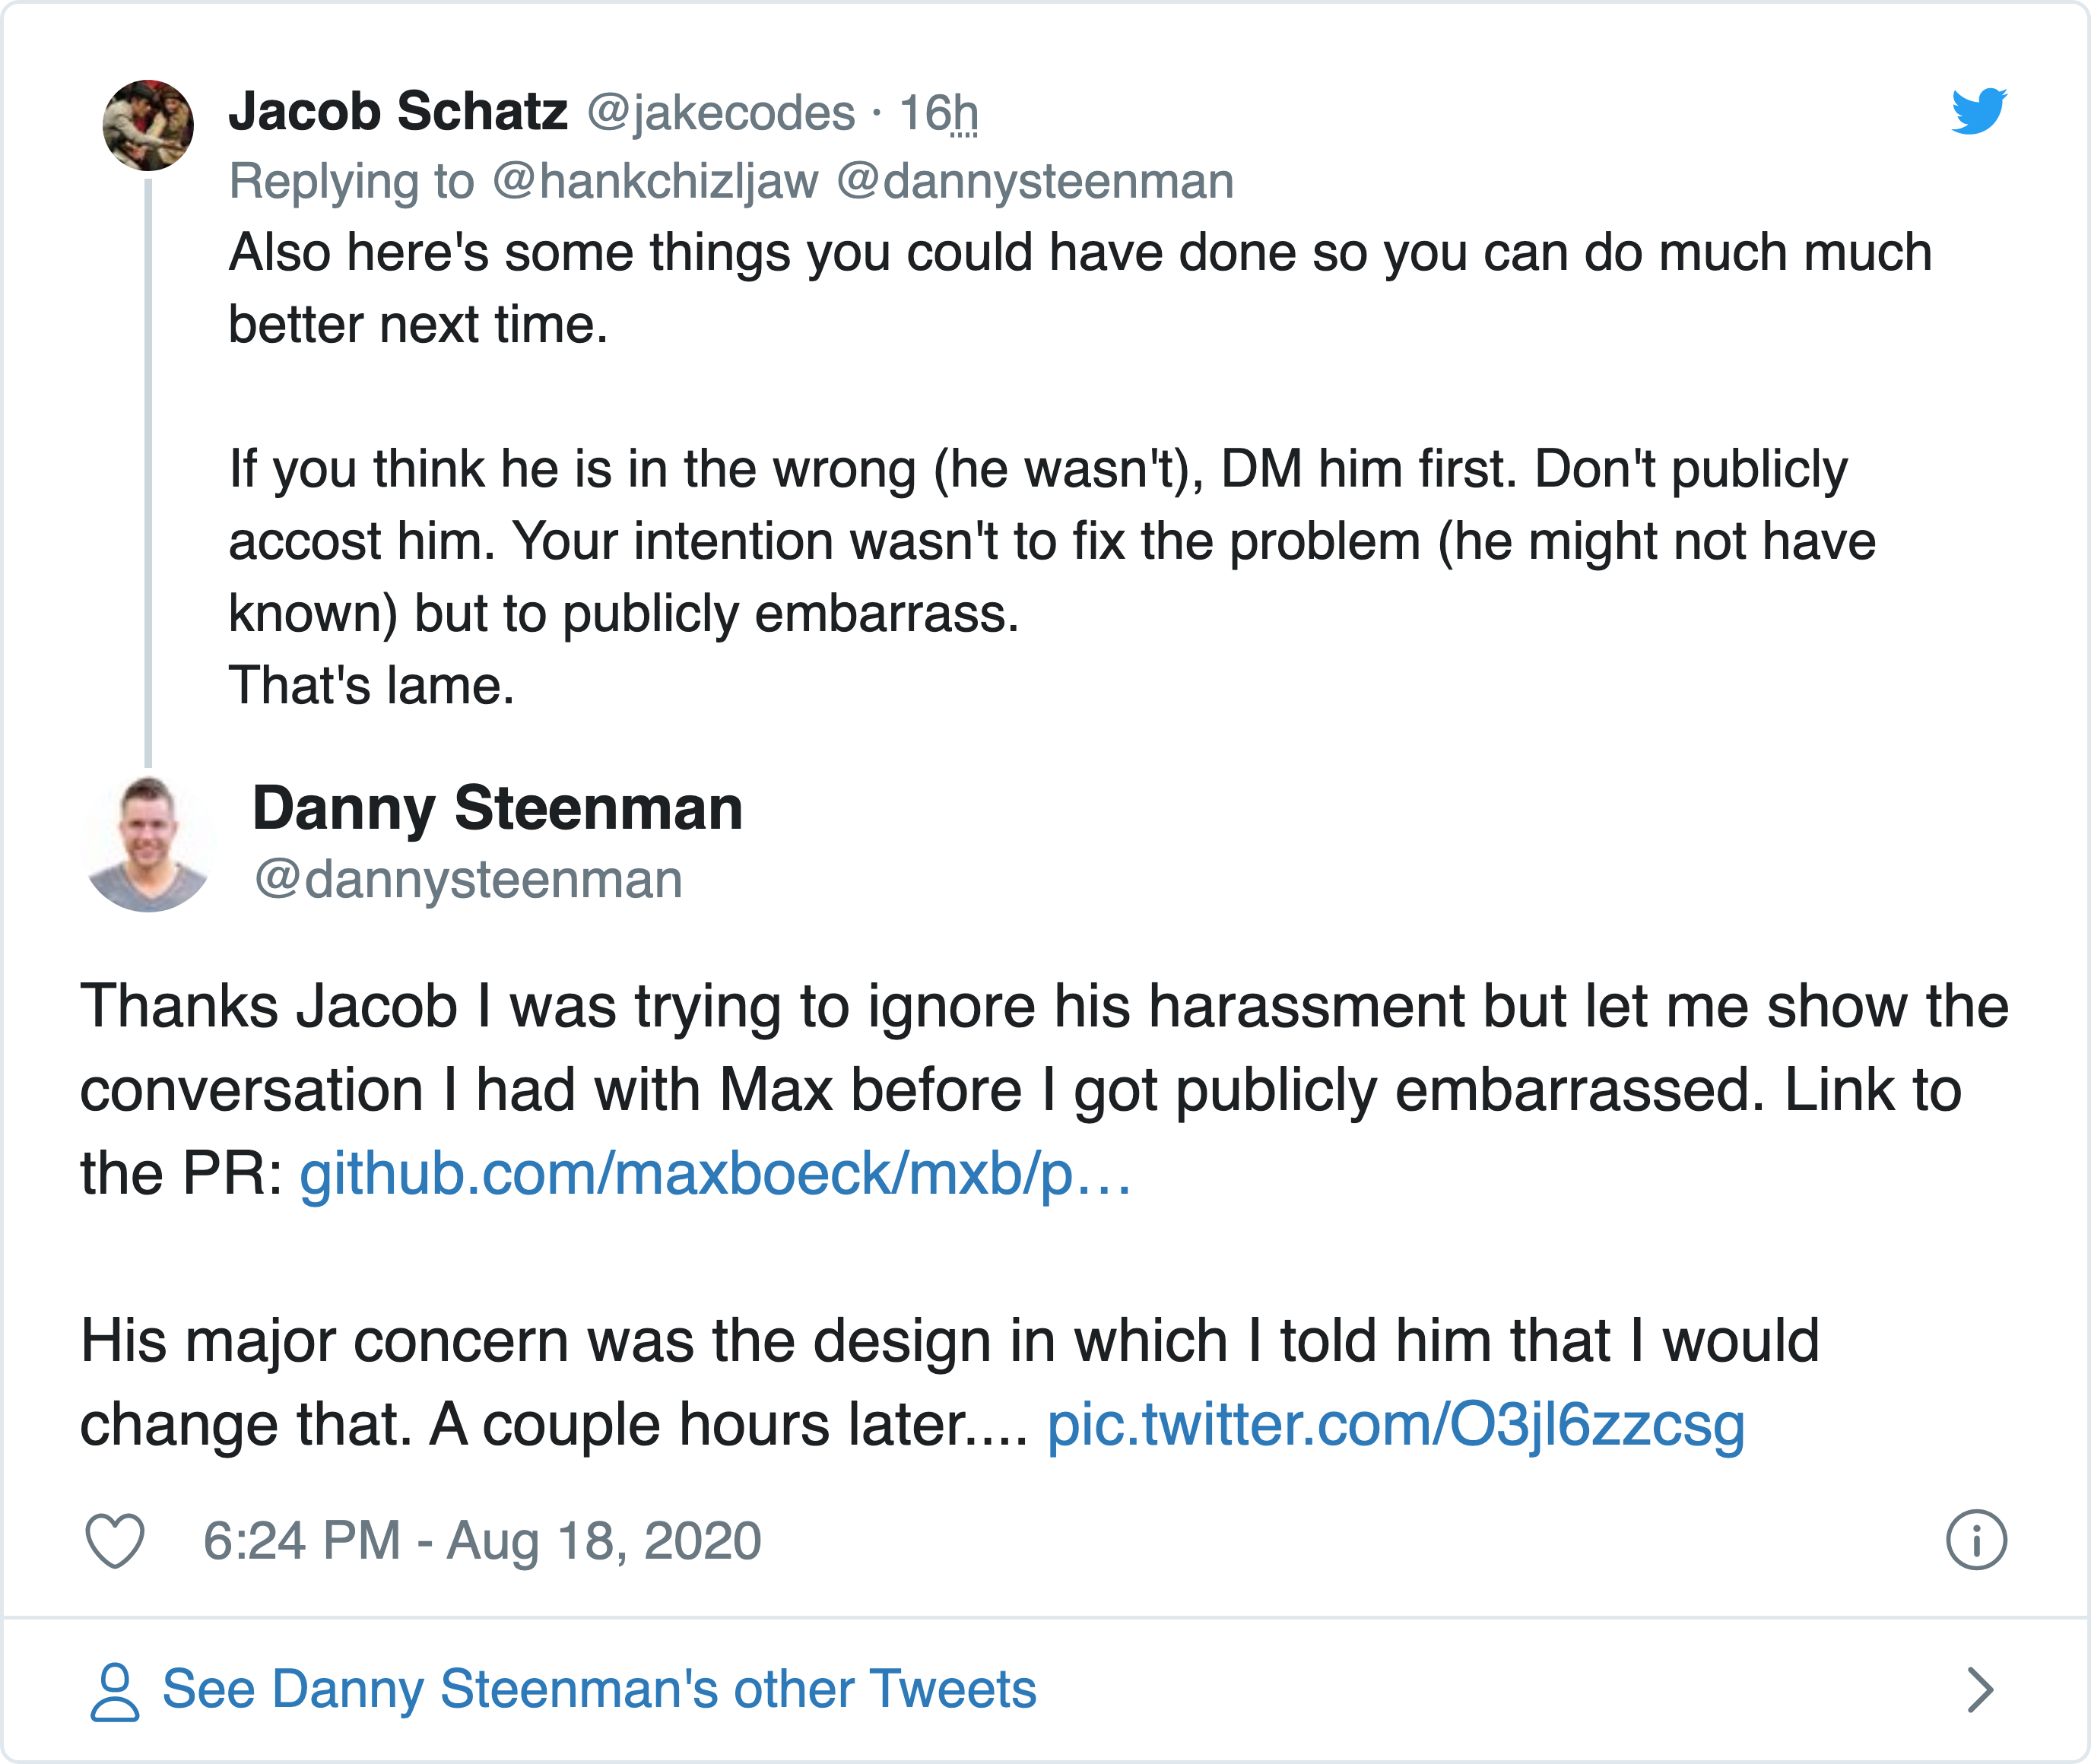 Jacob Schatz @jakecodes · 16h
Replying to @hankchizljaw @dannysteenman
Also here's some things you could have done so you can do much much
better next time.
If you think he is in the wrong (he wasn't), DM him first. Don't publicly
accost him. Your intention wasn't to fix the problem (he might not have
known) but to publicly embarrass.
That's lame.
Danny Steenman
@dannysteenman
Thanks Jacob I was trying to ignore his harassment but let me show the
conversation I had with Max before I got publicly embarrassed. Link to
the PR: github.com/maxboeck/mxb/p…
His major concern was the design in which I told him that I would
change that. A couple hours later.... pic.twitter.com/O3jl6zzcsg
6:24 PM - Aug 18, 2020
See Danny Steenman's other Tweets